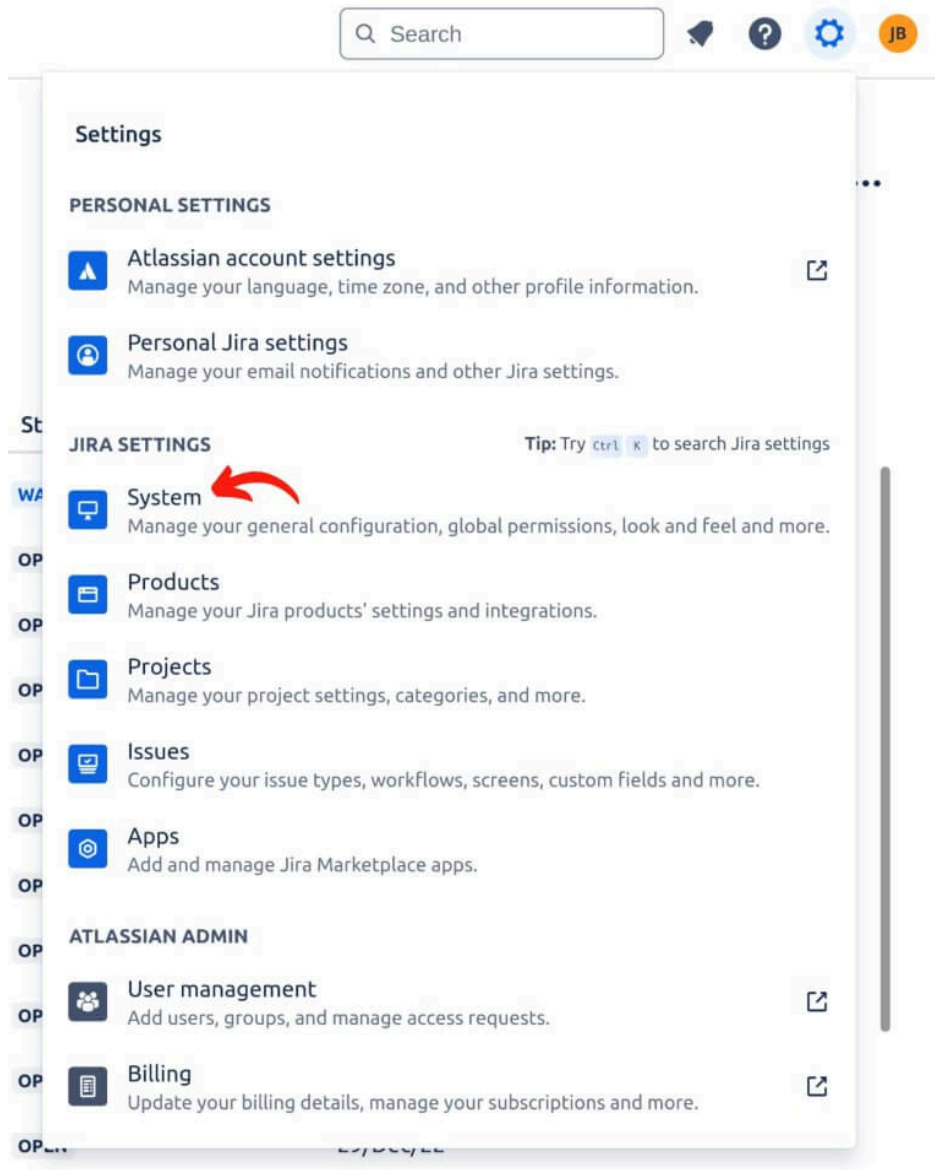 Search
JB
Settings
PERSONAL SETTINGS
Atlassian account settings
Manage your language, time zone, and other profile information.
Personal Jira settings
Manage your email notifications and other Jira settings.
St
JIRA SETTINGS
Tip: Try Ctrl K to search Jira settings
WA
System
Manage your general configuration, global permissions, look and feel and more.
OP
Products
Manage your Jira products' settings and integrations.
OP
Projects
Manage your project settings, categories, and more.
OP
Issues
Configure your issue types, workflows, screens, custom fields and more.
OP
OP
Apps
Add and manage Jira Marketplace apps.
OP
ATLASSIAN ADMIN
OP
User management
Add users, groups, and manage access requests.
OP
Billing
Update your billing details, manage your subscriptions and more.
OP